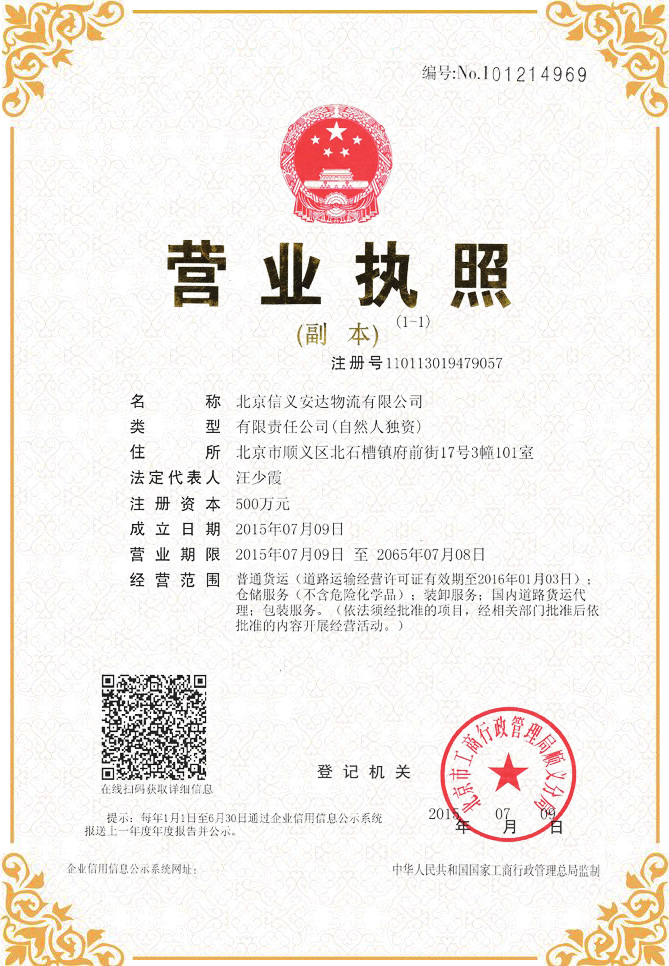 编号:No.1 01214969
营业执照
(副 本) (1-1)
注册号110113019479057
名 称 北京信义安达物流有限公司
类 型 有限责任公司(自然人独资)
住 所 北京市顺义区北石槽镇府前街17号3幢101室
法定代表人 汪少霞
注册资本 500万元
成立日期 2015年07月09日
营业期限 2015年07月09日 至 2065年07月08日
经营范围 普通货运(道路运输经营许可证有效期至2016年01月03日);
仓储服务(不含危险化学品);装卸服务;国内道路货运代
理;包装服务。(依法须经批准的项目,经相关部门批准后依
批准的内容开展经营活动。)
在线扫码获取详细信息
登记机关
北京市工商行政管理局顺义分局
2015年 07月 09日
提示:每年1月1日至6月30日通过企业信用信息公示系统
报送上一年度年度报告并公示。
企业信用信息公示系统网址:
中华人民共和国国家工商行政管理总局监制